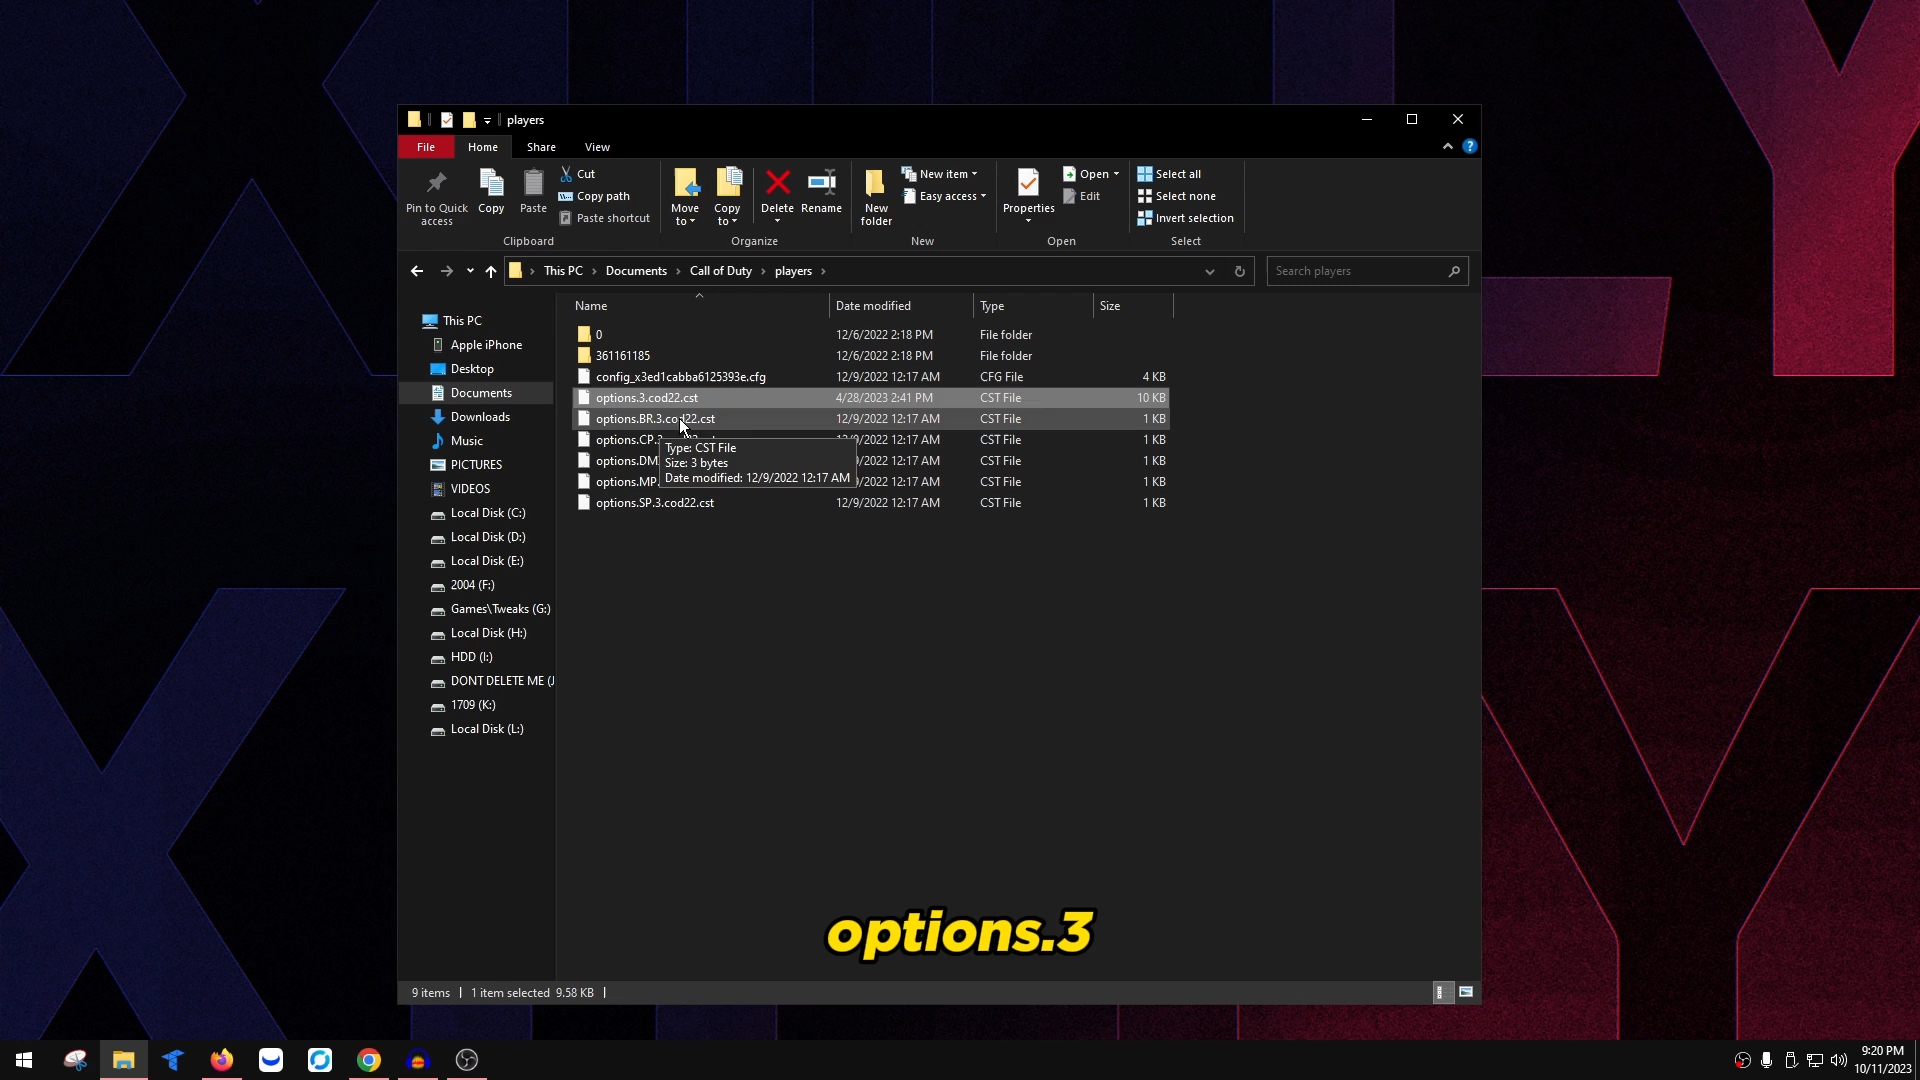 players
File Home Share View
Pin to Quick access
Copy
Paste
Cut
Copy path
Paste shortcut
Clipboard
Move to
Copy to
Delete
Rename
Organize
New folder
New item
Easy access
New
Properties
Open
Edit
Open
Select all
Select none
Invert selection
Select
This PC > Documents > Call of Duty > players >
Search players
Name Date modified Type Size
This PC
Apple iPhone
Desktop
Documents
Downloads
Music
PICTURES
VIDEOS
Local Disk (C:)
Local Disk (D:)
Local Disk (E:)
2004 (F:)
Games\Tweaks (G:)
Local Disk (H:)
HDD (I:)
DONT DELETE ME (J
1709 (K:)
Local Disk (L:)
0 12/6/2022 2:18 PM File folder
361161185 12/6/2022 2:18 PM File folder
config_x3ed1cabba6125393e.cfg 12/9/2022 12:17 AM CFG File 4 KB
options.3.cod22.cst 4/28/2023 2:41 PM CST File 10 KB
options.BR.3.cod22.cst 12/9/2022 12:17 AM CST File 1 KB
options.CP.3 12:17 AM CST File 1 KB
options.DM /2022 12:17 AM CST File 1 KB
options.MP. /2022 12:17 AM CST File 1 KB
options.SP.3.cod22.cst 12/9/2022 12:17 AM CST File 1 KB
Type: CST File
Size: 3 bytes
Date modified: 12/9/2022 12:17 AM
options.3
9 items 1 item selected 9.58 KB
9:20 PM
10/11/2023